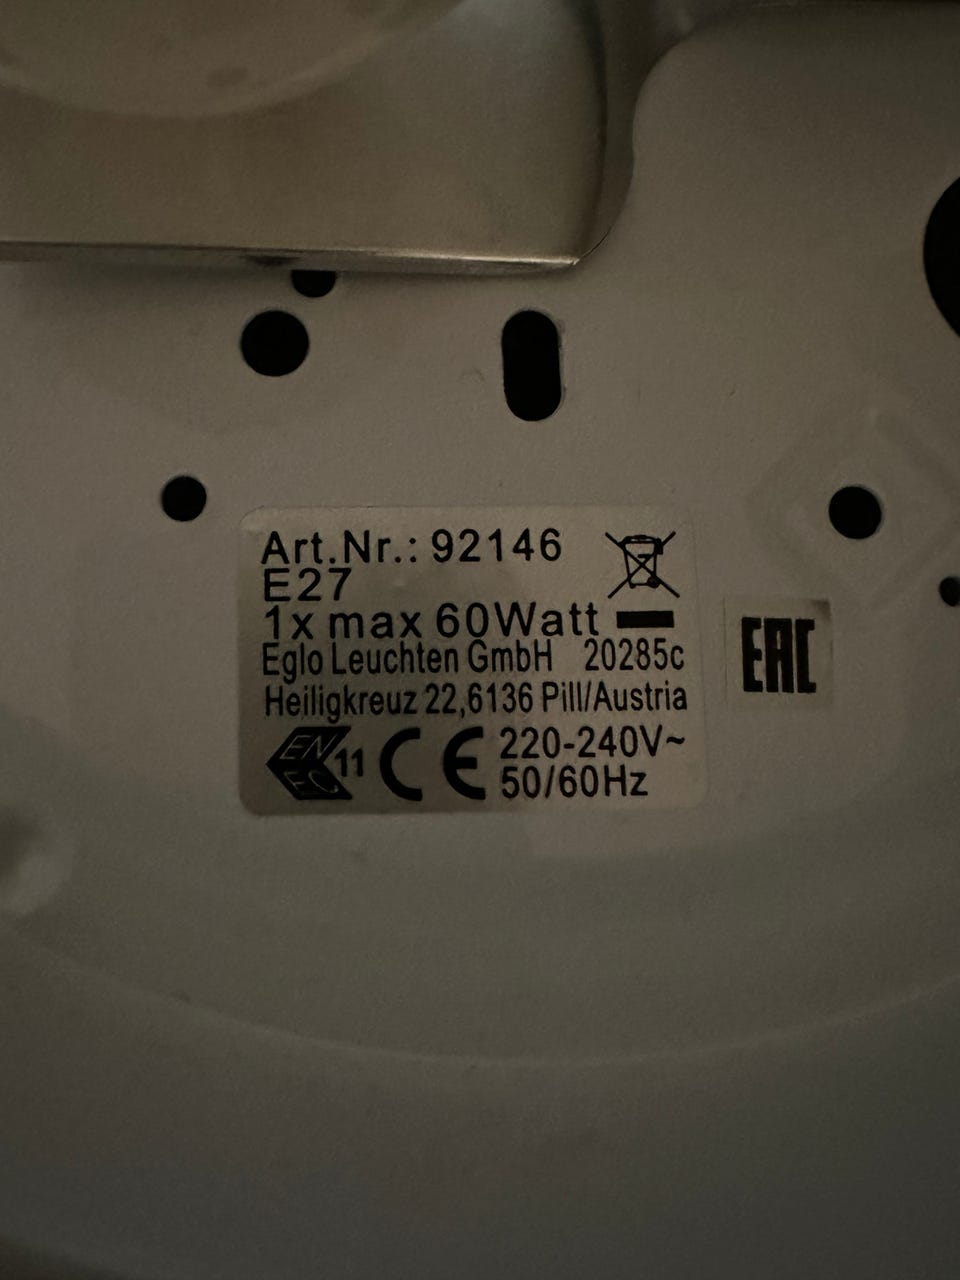 Art.Nr.: 92146
E27
1x max 60Watt
Eglo Leuchten GmbH 20285c
Heiligkreuz 22,6136 Pill/Austria
EN EC 11 CE 220-240V~
50/60Hz
EAC